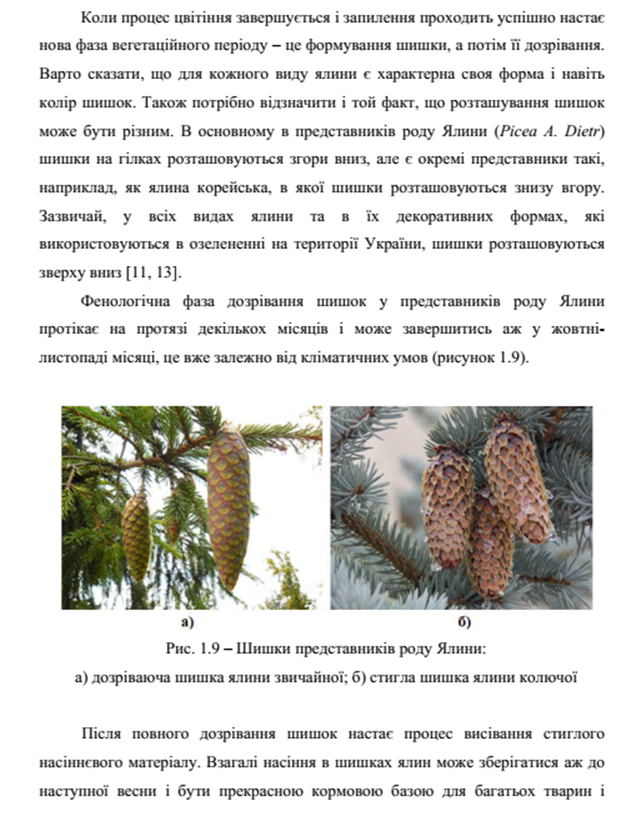 Коли процес цвітіння завершується і запилення проходить успішно настає
нова фаза вегетаційного періоду – це формування шишки, а потім її дозрівання.
Варто сказати, що для кожного виду ялини є характерна своя форма і навіть
колір шишок. Також потрібно відзначити і той факт, що розташування шишок
може бути різним. В основному в представників роду Ялини (Picea A. Dietr)
шишки на гілках розташовуються згори вниз, але є окремі представники такі,
наприклад, як ялина корейська, в якої шишки розташовуються знизу вгору.
Зазвичай, у всіх видах ялини та в їх декоративних формах, які
використовуються в озелененні на території України, шишки розташовуються
зверху вниз [11, 13].
Фенологічна фаза дозрівання шишок у представників роду Ялини
протікає на протязі декількох місяців і може завершитись аж у жовтні-
листопаді місяці, це вже залежно від кліматичних умов (рисунок 1.9).
а) б)
Рис. 1.9 – Шишки представників роду Ялини:
а) дозріваюча шишка ялини звичайної; б) стигла шишка ялини колючої
Після повного дозрівання шишок настає процес висівання стиглого
насіннєвого матеріалу. Взагалі насіння в шишках ялин може зберігатися аж до
наступної весни і бути прекрасною кормовою базою для багатьох тварин і